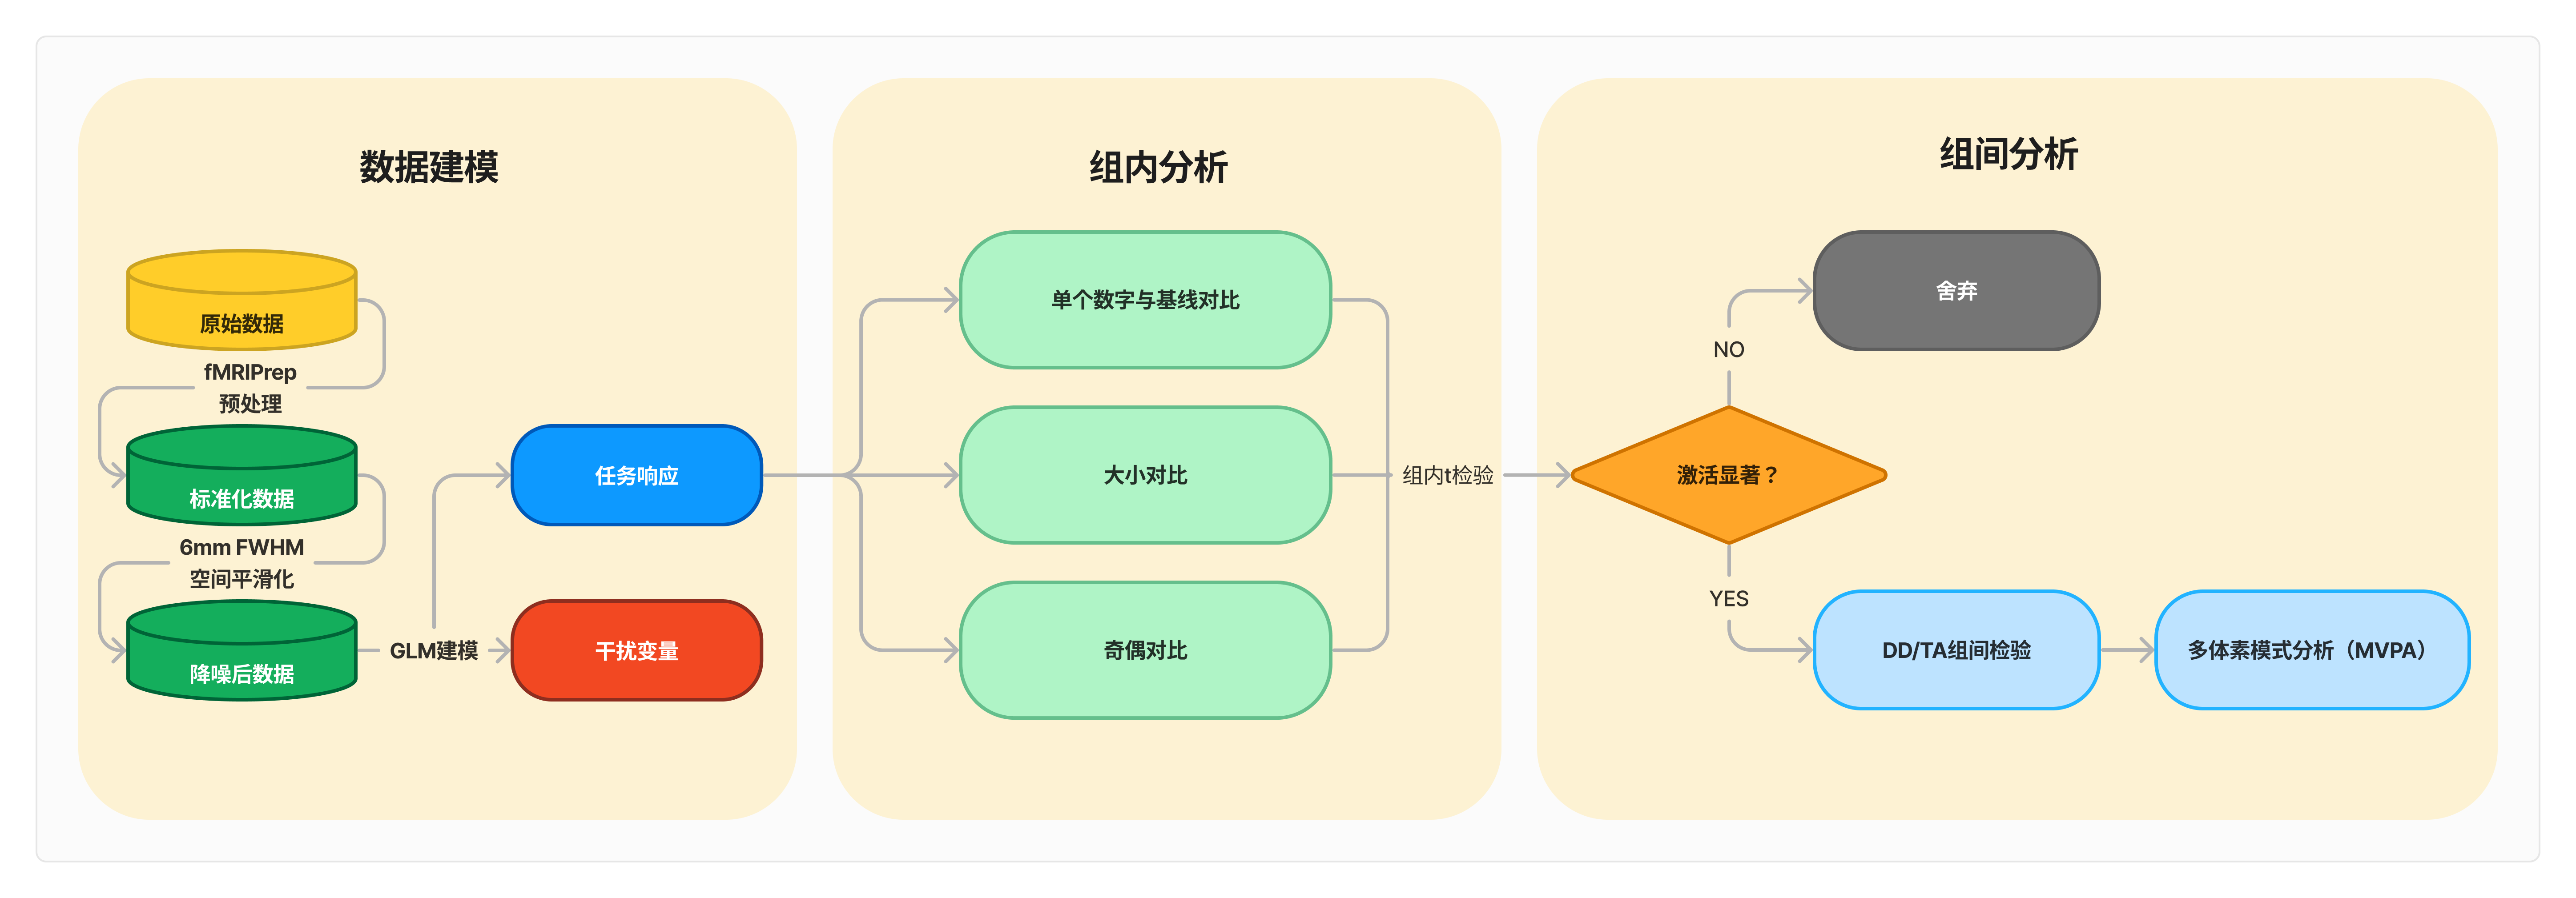 数据建模
原始数据
fMRIPrep
预处理
标准化数据
6mm FWHM
空间平滑化
降噪后数据
GLM建模
任务响应
干扰变量
组内分析
单个数字与基线对比
大小对比
奇偶对比
组内t检验
组间分析
激活显著？
NO
舍弃
YES
DD/TA组间检验
多体素模式分析（MVPA）